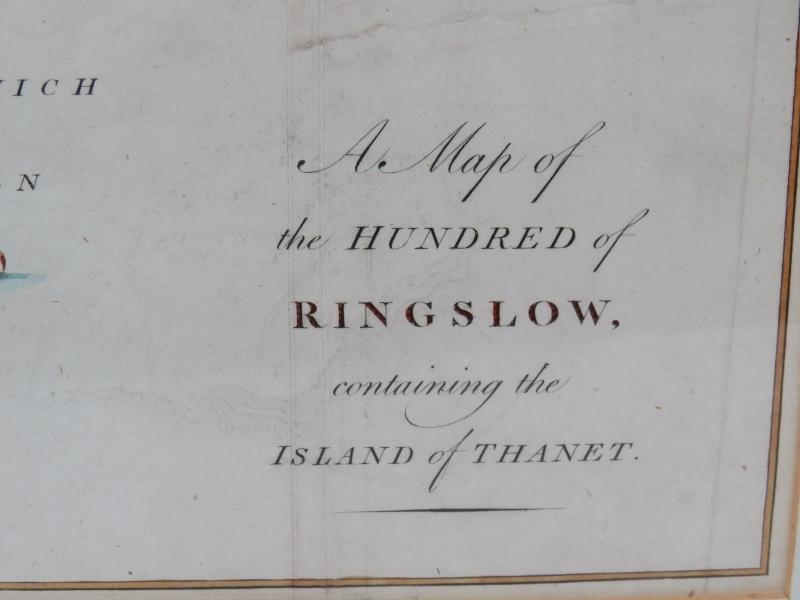 ICH
N
A Map of
the HUNDRED of
RINGSLOW,
containing the
ISLAND of THANET.